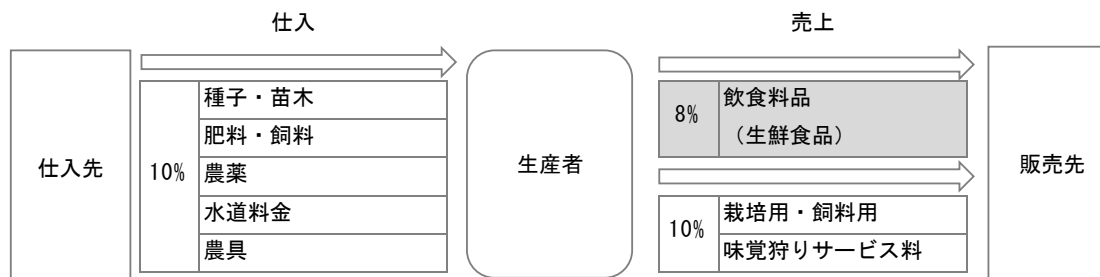 仕入
売上
仕入先
10%
種子・苗木
肥料・飼料
農薬
水道料金
農具
生産者
8%
飲食料品
（生鮮食品）
10%
栽培用・飼料用
味覚狩りサービス料
販売先